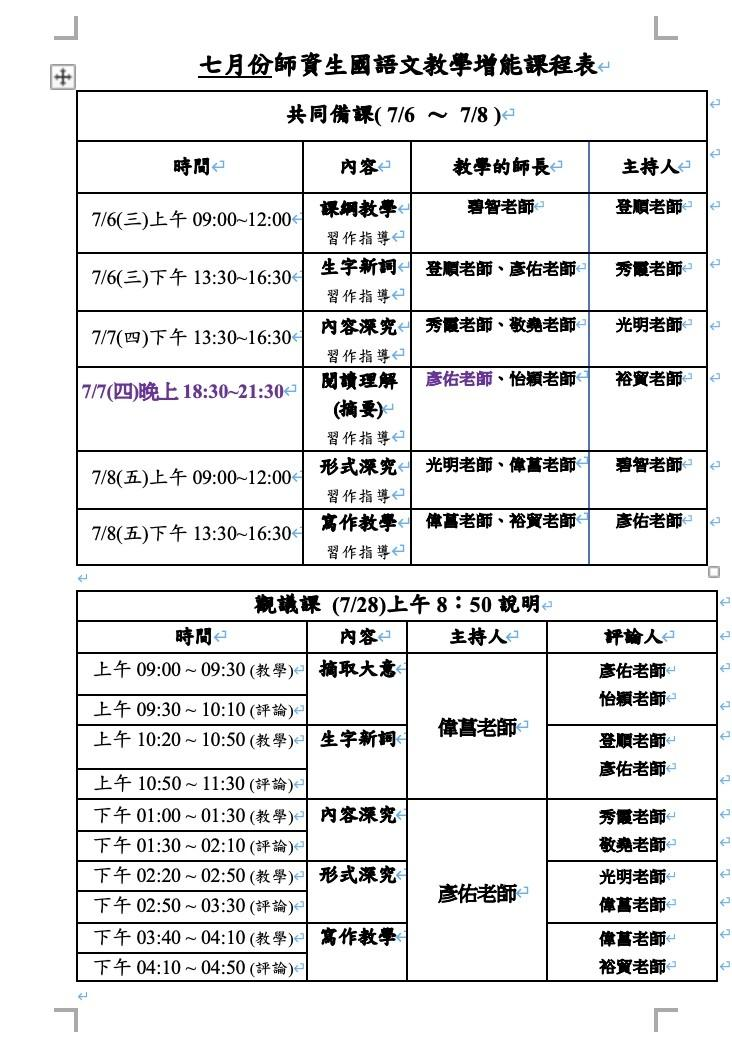 七月份師資生國語文教學增能課程表
共同備課( 7/6 ～ 7/8 )
時間 內容 教學的師長 主持人
7/6(三)上午 09:00~12:00 課綱教學 碧智老師 登順老師
習作指導
7/6(三)下午 13:30~16:30 生字新詞 登順老師、彥佑老師 秀霞老師
習作指導
7/7(四)下午 13:30~16:30 內容深究 秀霞老師、敬堯老師 光明老師
習作指導
7/7(四)晚上 18:30~21:30 閱讀理解 彥佑老師、怡穎老師 裕貿老師
(摘要)
習作指導
7/8(五)上午 09:00~12:00 形式深究 光明老師、偉菖老師 碧智老師
習作指導
7/8(五)下午 13:30~16:30 寫作教學 偉菖老師、裕貿老師 彥佑老師
習作指導
觀議課 (7/28)上午 8：50 說明
時間 內容 主持人 評論人
上午 09:00 ~ 09:30 (教學) 摘取大意 彥佑老師
怡穎老師
上午 09:30 ~ 10:10 (評論)
偉菖老師
上午 10:20 ~ 10:50 (教學) 生字新詞 登順老師
彥佑老師
上午 10:50 ~ 11:30 (評論)
下午 01:00 ~ 01:30 (教學) 內容深究 秀霞老師
下午 01:30 ~ 02:10 (評論) 敬堯老師
下午 02:20 ~ 02:50 (教學) 形式深究 光明老師
彥佑老師
下午 02:50 ~ 03:30 (評論) 偉菖老師
下午 03:40 ~ 04:10 (教學) 寫作教學 偉菖老師
下午 04:10 ~ 04:50 (評論) 裕貿老師